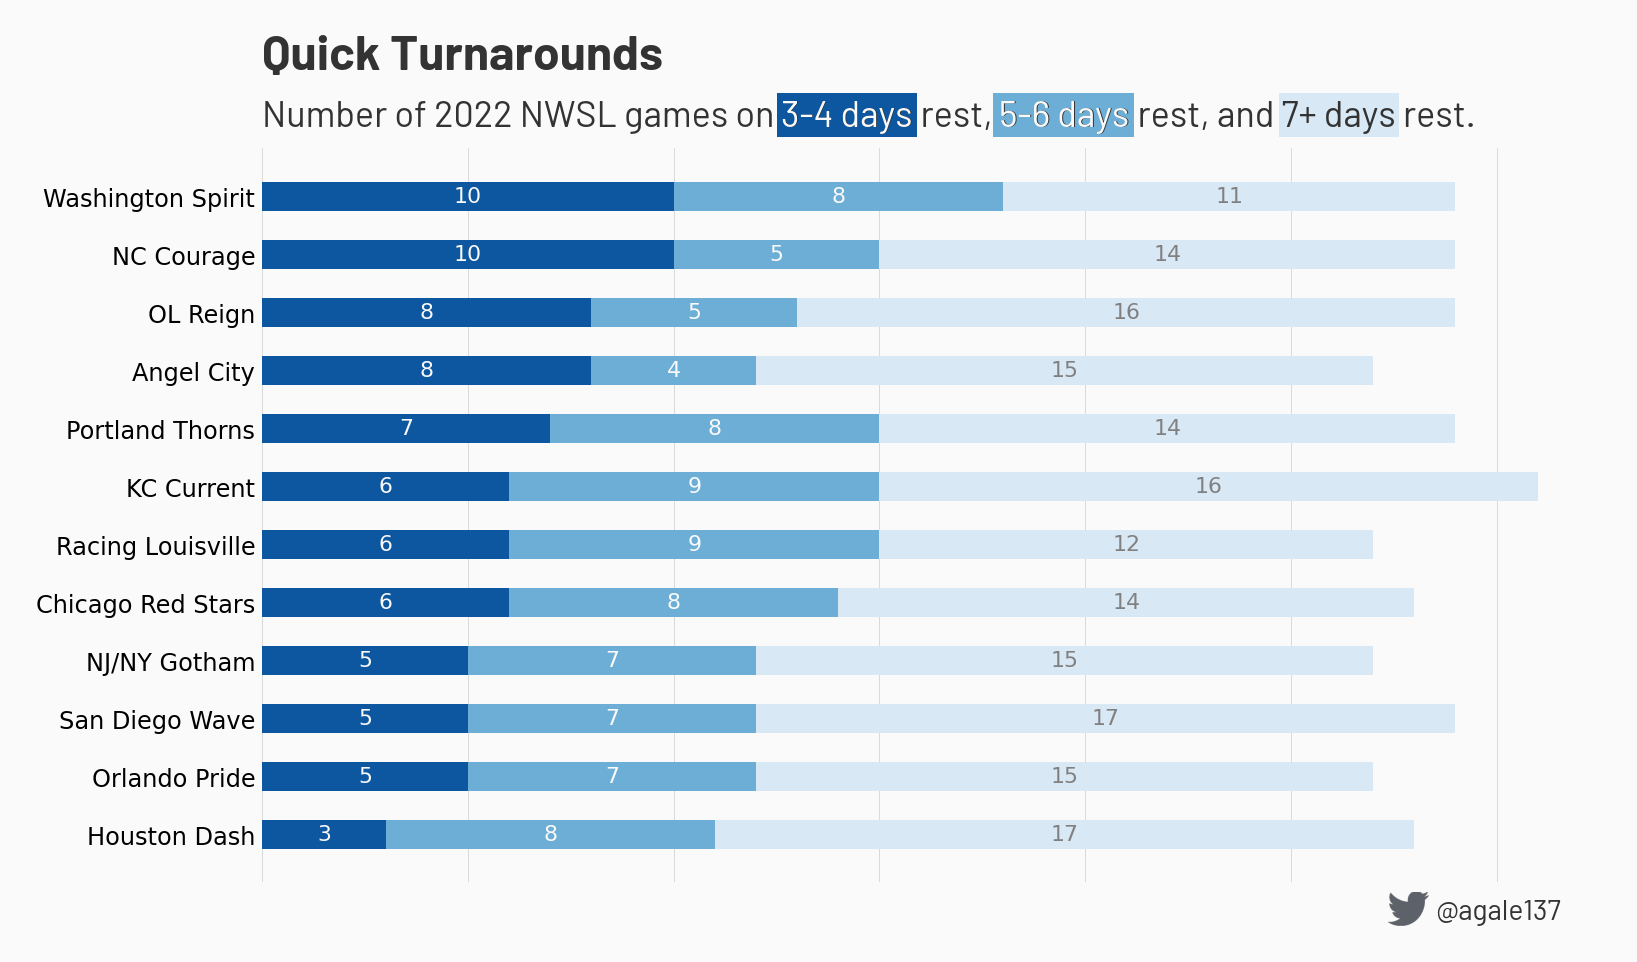 Quick Turnarounds
Number of 2022 NWSL games on 3-4 days rest, 5-6 days rest, and 7+ days rest.
Washington Spirit 10 8 11
NC Courage 10 5 14
OL Reign 8 5 16
Angel City 8 4 15
Portland Thorns 7 8 14
KC Current 6 9 16
Racing Louisville 6 9 12
Chicago Red Stars 6 8 14
NJ/NY Gotham 5 7 15
San Diego Wave 5 7 17
Orlando Pride 5 7 15
Houston Dash 3 8 17
@agale137